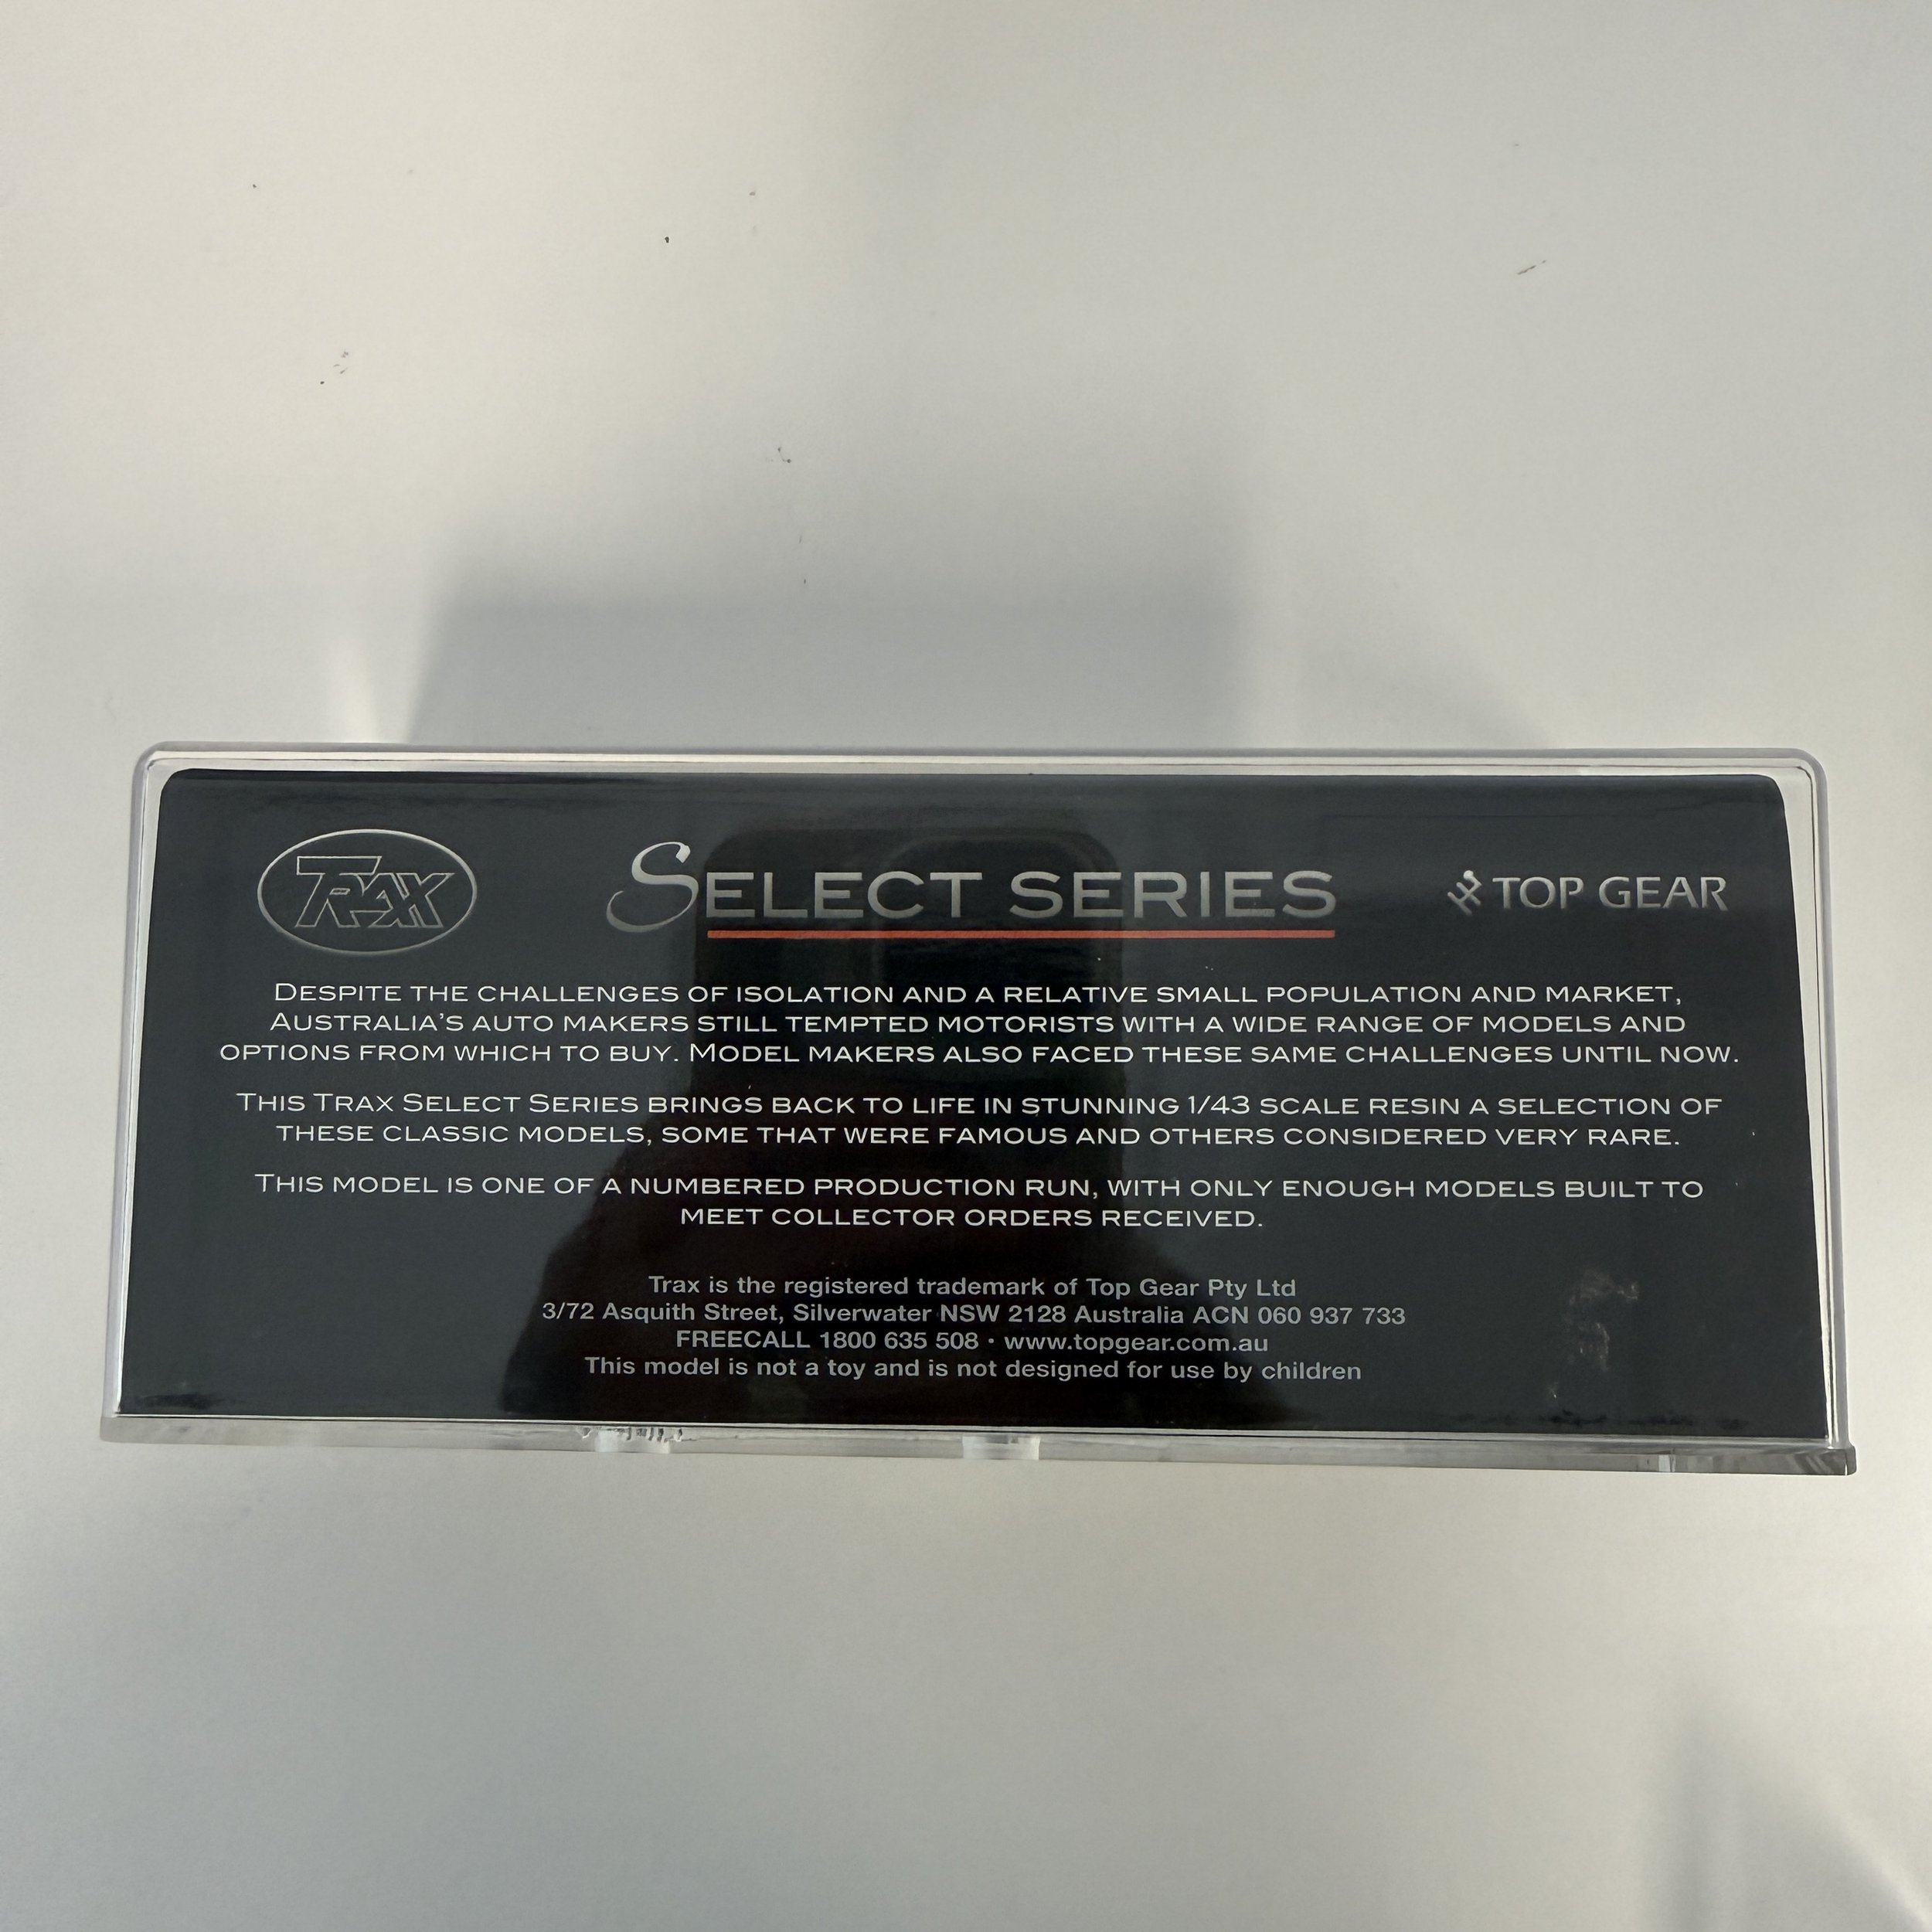 TRAX
SELECT SERIES
TOP GEAR
DESPITE THE CHALLENGES OF ISOLATION AND A RELATIVE SMALL POPULATION AND MARKET,
AUSTRALIA'S AUTO MAKERS STILL TEMPTED MOTORISTS WITH A WIDE RANGE OF MODELS AND
OPTIONS FROM WHICH TO BUY. MODEL MAKERS ALSO FACED THESE SAME CHALLENGES UNTIL NOW.
THIS TRAX SELECT SERIES BRINGS BACK TO LIFE IN STUNNING 1/43 SCALE RESIN A SELECTION OF
THESE CLASSIC MODELS, SOME THAT WERE FAMOUS AND OTHERS CONSIDERED VERY RARE.
THIS MODEL IS ONE OF A NUMBERED PRODUCTION RUN, WITH ONLY ENOUGH MODELS BUILT TO
MEET COLLECTOR ORDERS RECEIVED.
Trax is the registered trademark of Top Gear Pty Ltd
3/72 Asquith Street, Silverwater NSW 2128 Australia ACN 060 937 733
FREECALL 1800 635 508 • www.topgear.com.au
This model is not a toy and is not designed for use by children